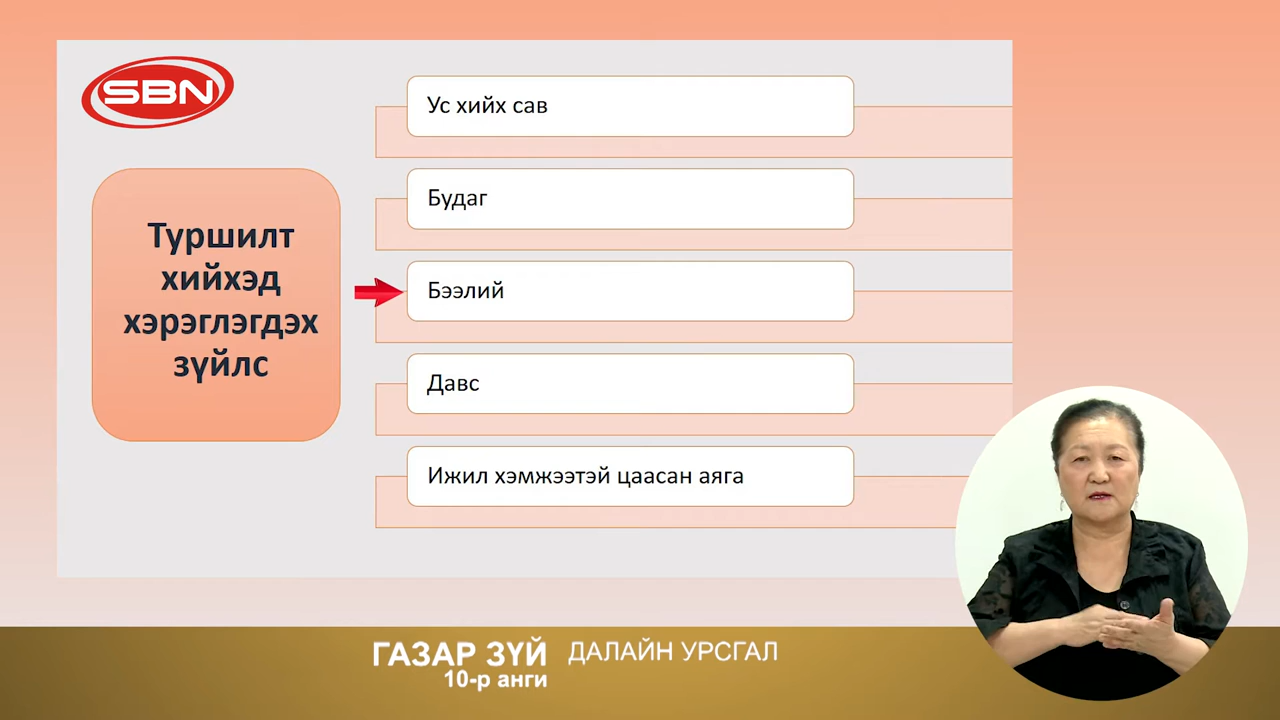 SBN
Туршилт
хийхэд
хэрэглэгдэх
зүйлс
Ус хийх сав
Будаг
Бээлий
Давс
Ижил хэмжээтэй цаасан аяга
ГАЗАР ЗҮЙ
10-р анги
ДАЛАЙН УРСГАЛ